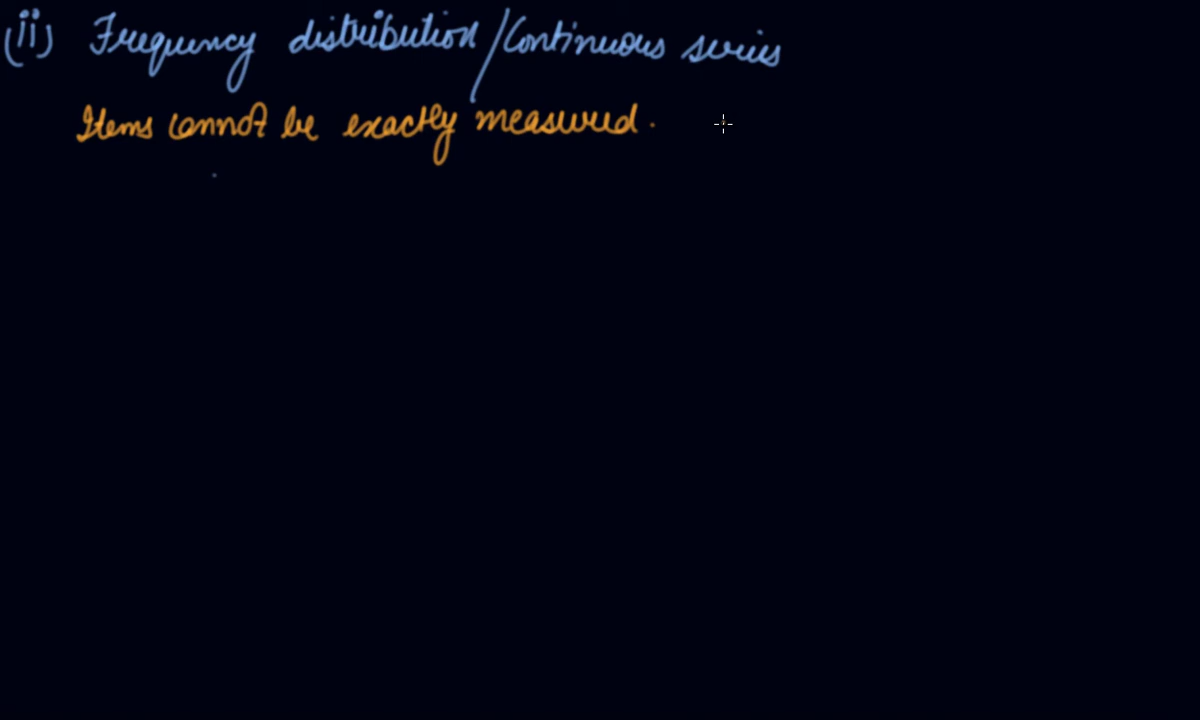 (ii) Frequency distribution/Continuous series
Items cannot be exactly measured.